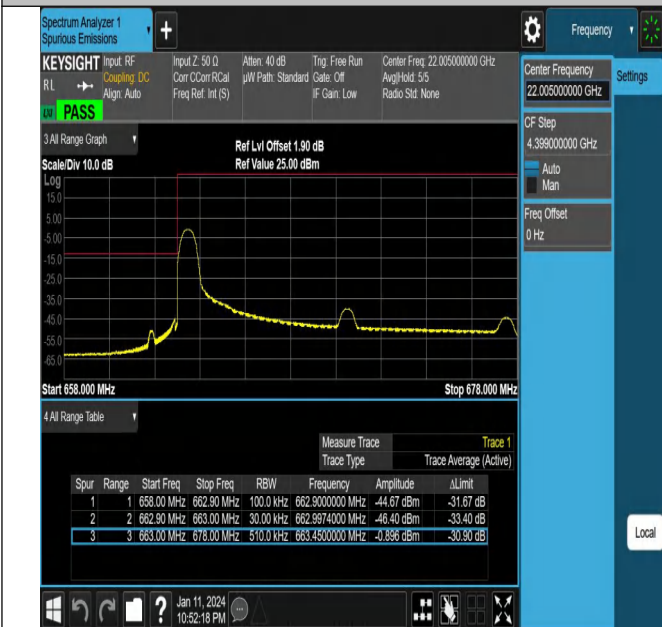 Spectrum Analyzer 1
Spurious Emissions
Frequency
KEYSIGHT Input: RF Input Z: 50 Ω Atten: 40 dB Trig: Free Run Center Freq: 22.005000000 GHz
RL Coupling: DC Corr CCorr RCal µW Path: Standard Gate: Off Avg|Hold: 5/5
Align: Auto Freq Ref: Int (S) IF Gain: Low Radio Std: None
PASS
Center Frequency
22.005000000 GHz
Settings
CF Step
4.399000000 GHz
Auto
Man
Freq Offset
0 Hz
3 All Range Graph
Ref Lvl Offset 1.90 dB
Scale/Div 10.0 dB Ref Value 25.00 dBm
Log
15.0
5.00
-5.00
-15.0
-25.0
-35.0
-45.0
-55.0
-65.0
Start 658.000 MHz Stop 678.000 MHz
4 All Range Table
Measure Trace Trace 1
Trace Type Trace Average (Active)
Spur Range Start Freq Stop Freq RBW Frequency Amplitude ΔLimit
1 1 658.00 MHz 662.90 MHz 100.0 kHz 662.9000000 MHz -44.67 dBm -31.67 dB
2 2 662.90 MHz 663.00 MHz 30.00 kHz 662.9974000 MHz -46.40 dBm -33.40 dB
3 3 663.00 MHz 678.00 MHz 510.0 kHz 663.4500000 MHz -0.896 dBm -30.90 dB
Local
Jan 11, 2024
10:52:18 PM